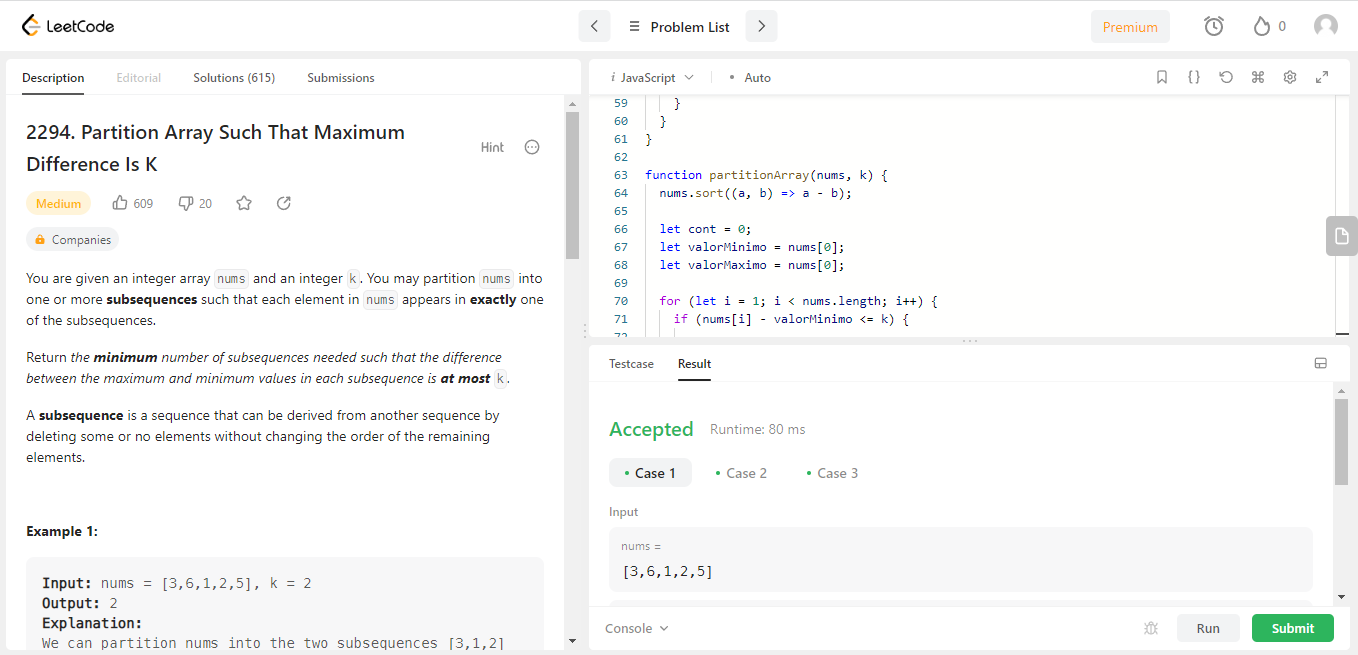 LeetCode
Problem List
Premium
0
Description Editorial Solutions (615) Submissions
2294. Partition Array Such That Maximum
Difference Is K
Hint
Medium 609 20
Companies
You are given an integer array nums and an integer k. You may partition nums into
one or more subsequences such that each element in nums appears in exactly one
of the subsequences.
Return the minimum number of subsequences needed such that the difference
between the maximum and minimum values in each subsequence is at most k.
A subsequence is a sequence that can be derived from another sequence by
deleting some or no elements without changing the order of the remaining
elements.
Example 1:
Input: nums = [3,6,1,2,5], k = 2
Output: 2
Explanation:
We can partition nums into the two subsequences [3,1,2]
i JavaScript • Auto
59 }
60 }
61 }
62
63 function partitionArray(nums, k) {
64 nums.sort((a, b) => a - b);
65
66 let cont = 0;
67 let valorMinimo = nums[0];
68 let valorMaximo = nums[0];
69
70 for (let i = 1; i < nums.length; i++) {
71 if (nums[i] - valorMinimo <= k) {
72
Testcase Result
Accepted Runtime: 80 ms
• Case 1 • Case 2 • Case 3
Input
nums =
[3,6,1,2,5]
Console Run Submit